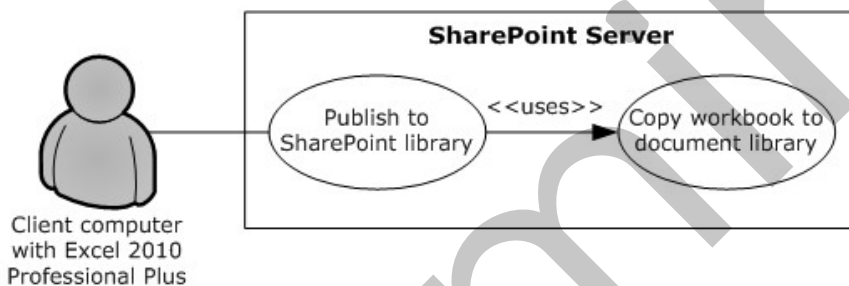 SharePoint Server
Publish to
SharePoint library
<<uses>>
Copy workbook to
document library
Client computer
with Excel 2010
Professional Plus